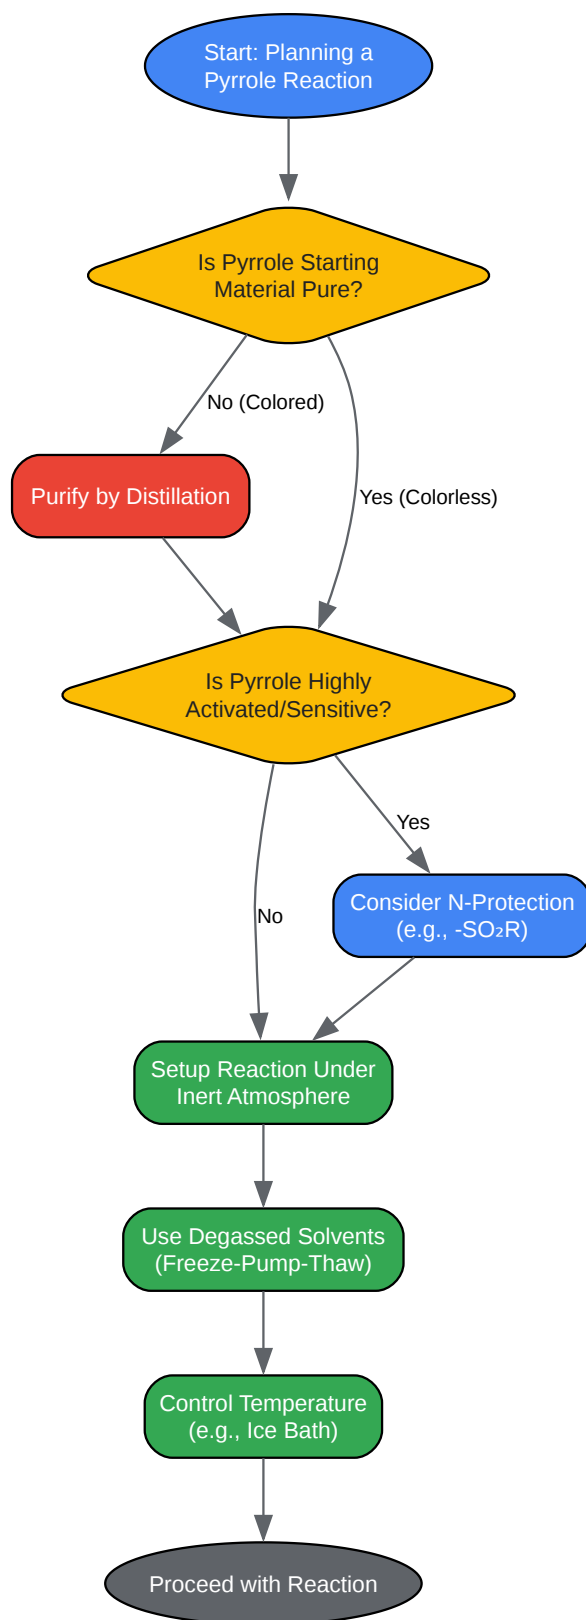 Start: Planning a
Pyrrole Reaction
Is Pyrrole Starting
Material Pure?
No (Colored)
Purify by Distillation
Yes (Colorless)
Is Pyrrole Highly
Activated/Sensitive?
Yes
Consider N-Protection
(e.g., -SO₂R)
No
Setup Reaction Under
Inert Atmosphere
Use Degassed Solvents
(Freeze-Pump-Thaw)
Control Temperature
(e.g., Ice Bath)
Proceed with Reaction